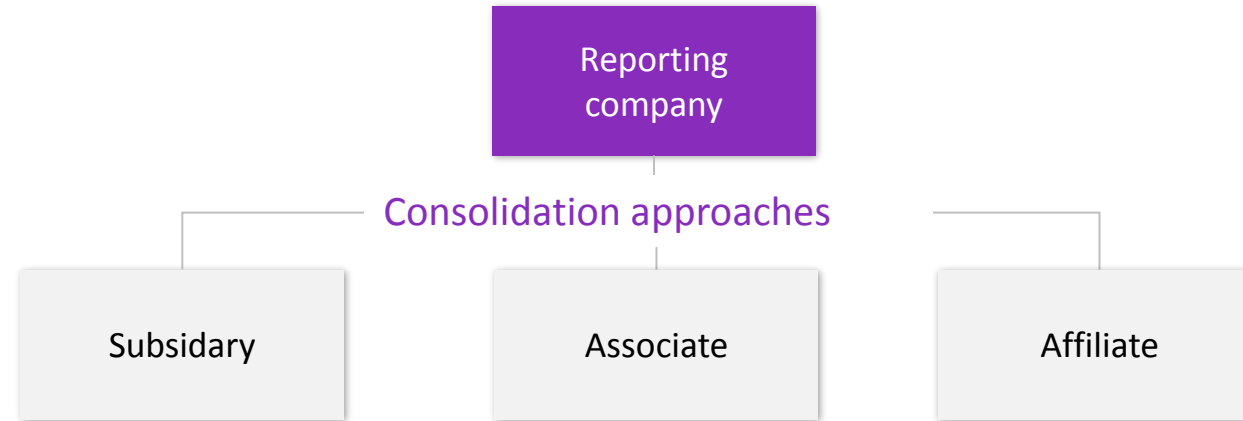 Reporting
company
Consolidation approaches
Subsidary
Associate
Affiliate